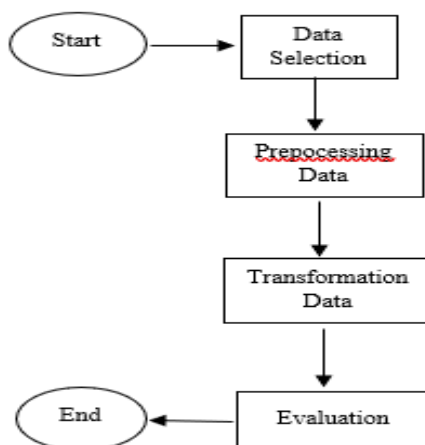 Start
Data
Selection
Prepocessing
Data
Transformation
Data
Evaluation
End